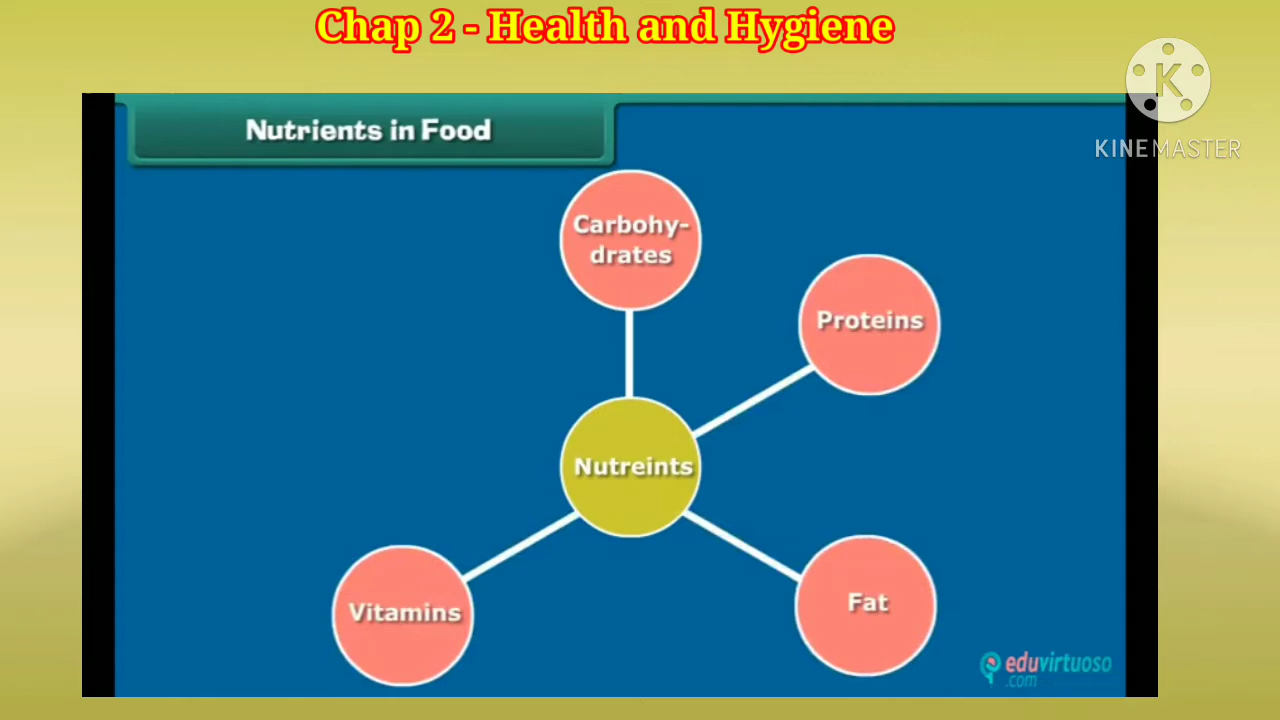 Chap 2 - Health and Hygiene
K
KINEMASTER
Nutrients in Food
Carbohy-
drates
Proteins
Nutreints
Vitamins
Fat
eduvirtuoso
.com